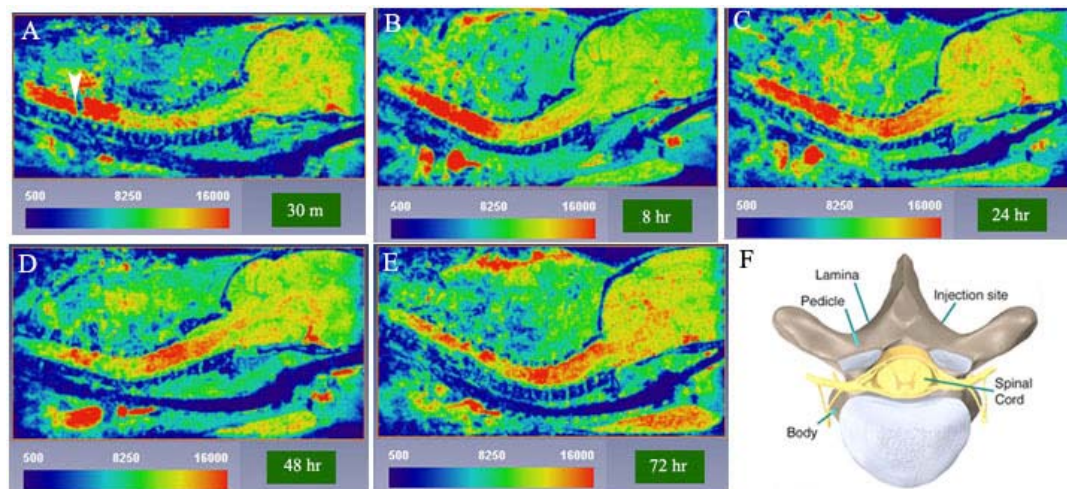 A
500 8250 16000
30 m
B
500 8250 16000
8 hr
C
500 8250 16000
24 hr
D
500 8250 16000
48 hr
E
500 8250 16000
72 hr
F
Lamina
Pedicle
Injection site
Spinal
Cord
Body